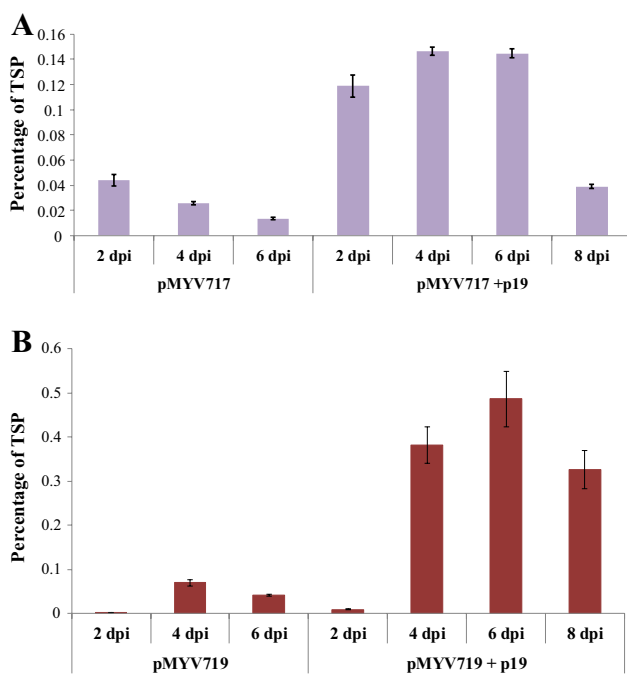 A
Percentage of TSP
0.16
0.14
0.12
0.1
0.08
0.06
0.04
0.02
0
2 dpi 4 dpi 6 dpi 2 dpi 4 dpi 6 dpi 8 dpi
pMYV717 pMYV717 +p19
B
Percentage of TSP
0.6
0.5
0.4
0.3
0.2
0.1
0
2 dpi 4 dpi 6 dpi 2 dpi 4 dpi 6 dpi 8 dpi
pMYV719 pMYV719 + p19